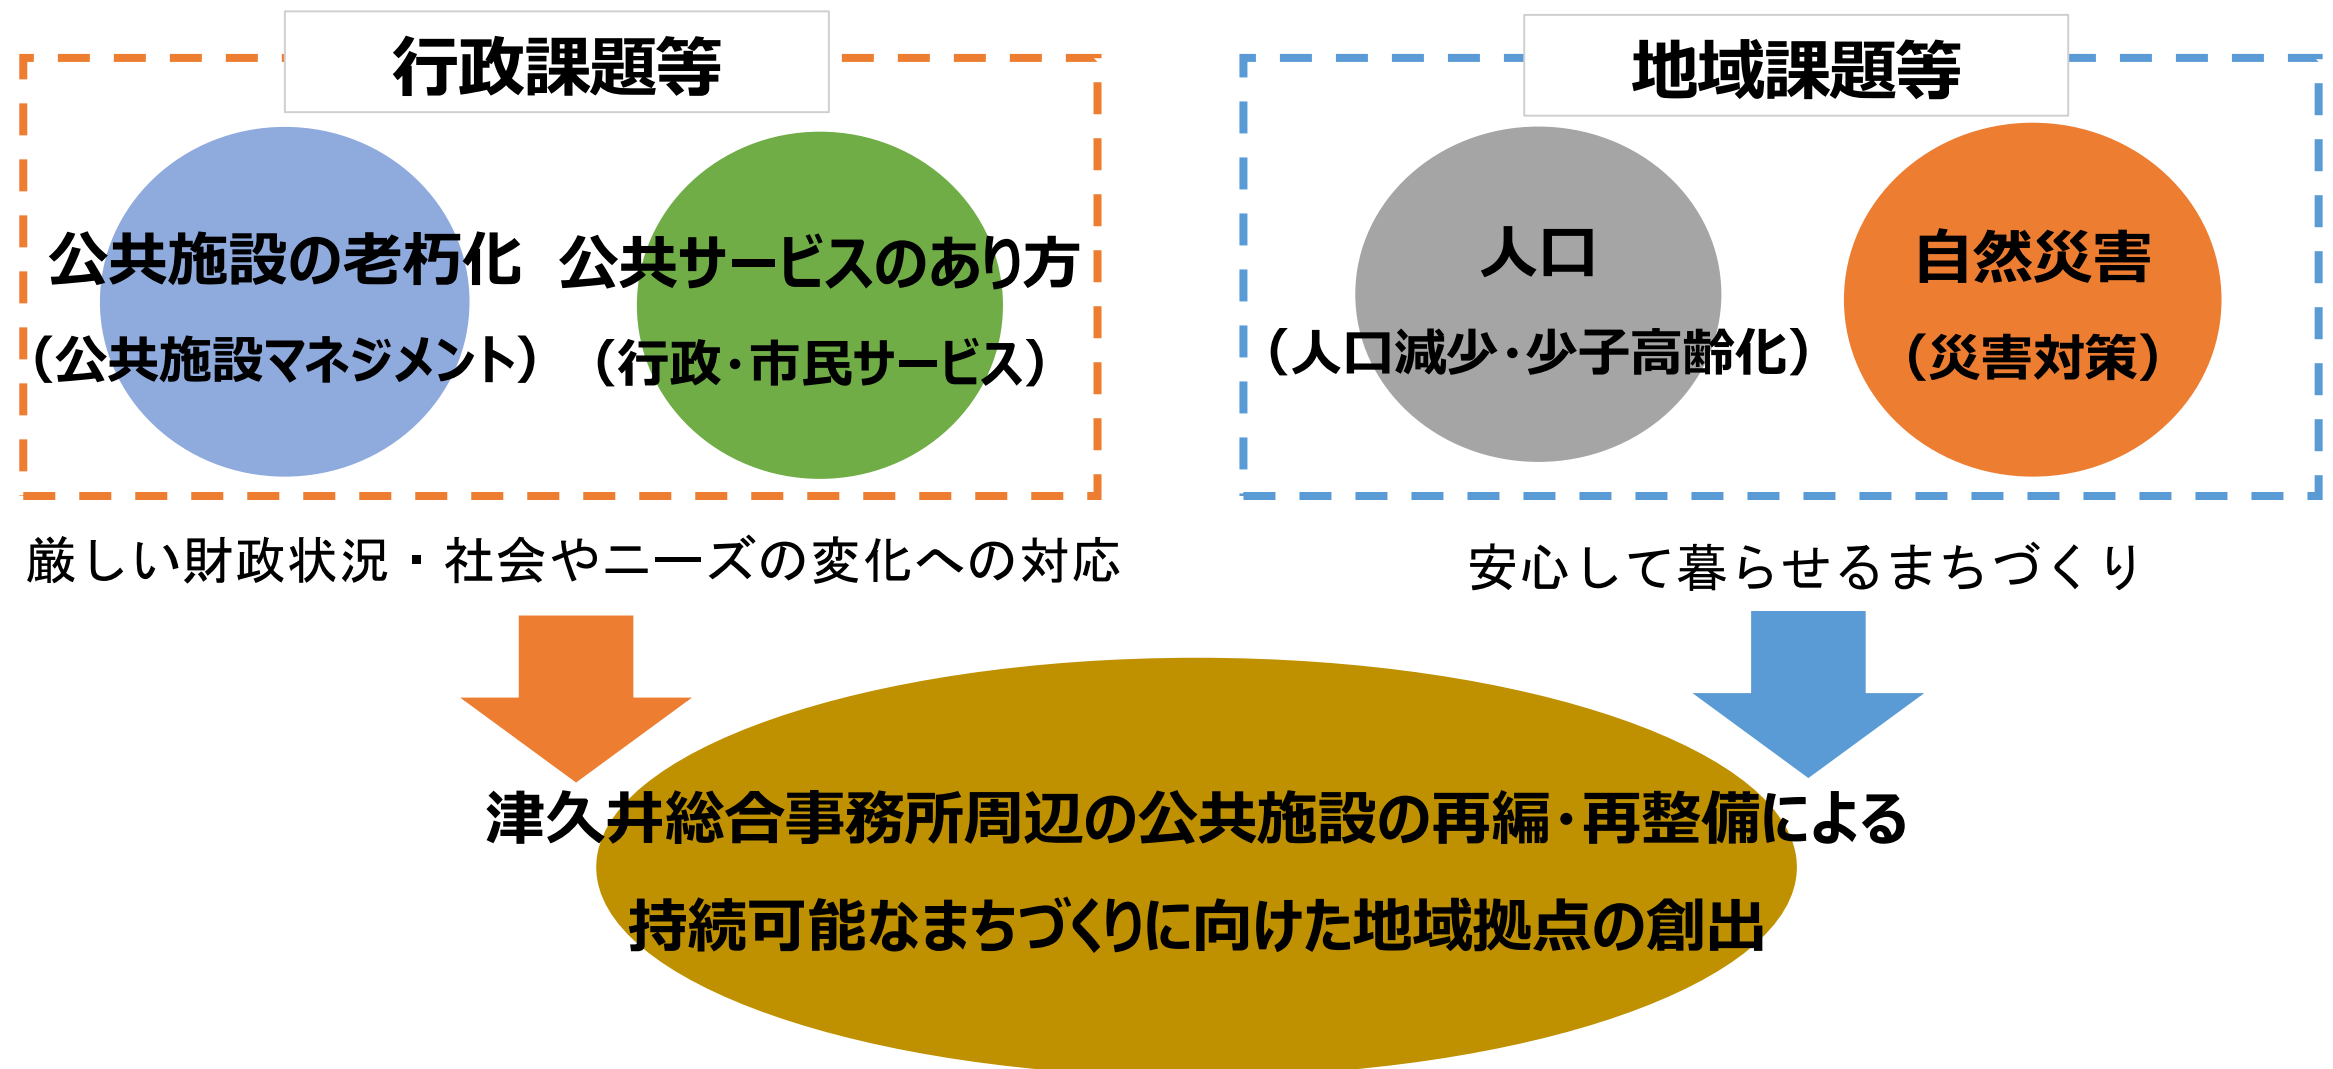 行政課題等
公共施設の老朽化
（公共施設マネジメント）
公共サービスのあり方
（行政・市民サービス）
厳しい財政状況・社会やニーズの変化への対応
地域課題等
人口
（人口減少・少子高齢化）
自然災害
（災害対策）
安心して暮らせるまちづくり
津久井総合事務所周辺の公共施設の再編・再整備による
持続可能なまちづくりに向けた地域拠点の創出